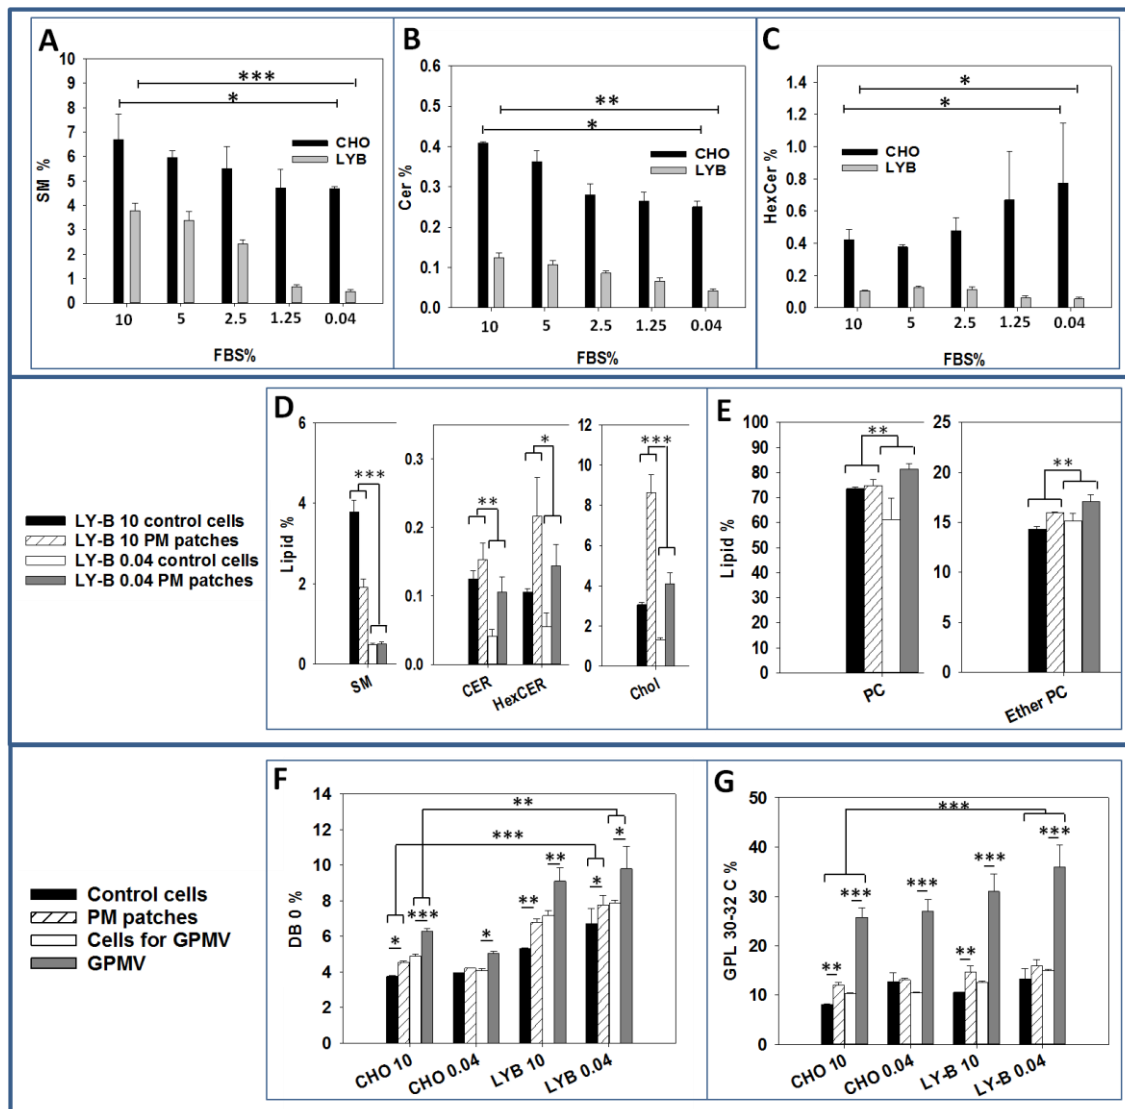 A
B
C
10
9
8
7
6
5
4
3
2
1
0
SM %
***
*
CHO
LYB
10
5
2.5
1.25
0.04
FBS%
0.6
0.5
0.4
0.3
0.2
0.1
0.0
Cer %
**
*
CHO
LYB
10
5
2.5
1.25
0.04
FBS%
1.4
1.2
1.0
0.8
0.6
0.4
0.2
0.0
HexCer %
*
*
CHO
LYB
10
5
2.5
1.25
0.04
FBS%
LY-B 10 control cells
LY-B 10 PM patches
LY-B 0.04 control cells
LY-B 0.04 PM patches
D
6
4
2
0
Lipid %
***
SM
0.3
0.2
0.1
0.0
**
*
CER
HexCER
12
10
8
6
4
2
0
***
Chol
E
100
90
80
70
60
50
40
30
20
10
0
Lipid %
**
PC
25
20
15
10
5
0
**
Ether PC
Control cells
PM patches
Cells for GPMV
GPMV
F
14
12
10
8
6
4
2
0
DB 0 %
**
***
*
***
*
**
**
*
*
CHO 10
CHO 0.04
LYB 10
LYB 0.04
G
50
40
30
20
10
0
GPL 30-32 C %
***
**
***
***
**
***
***
CHO 10
CHO 0.04
LY-B 10
LY-B 0.04